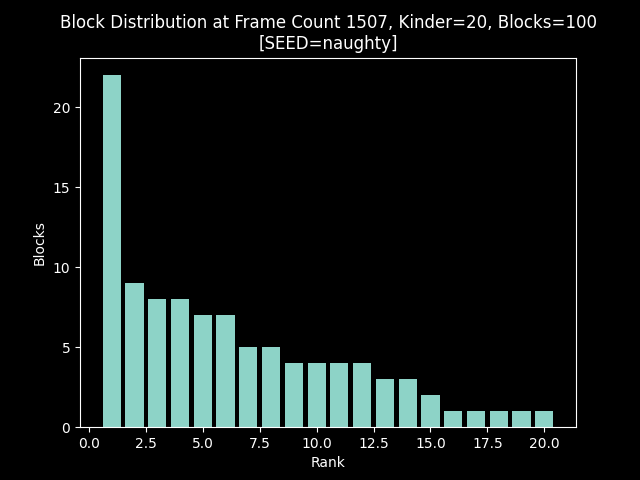 Block Distribution at Frame Count 1507, Kinder=20, Blocks=100
[SEED=naughty]
20
15
10
5
0
Blocks
0.0 2.5 5.0 7.5 10.0 12.5 15.0 17.5 20.0
Rank